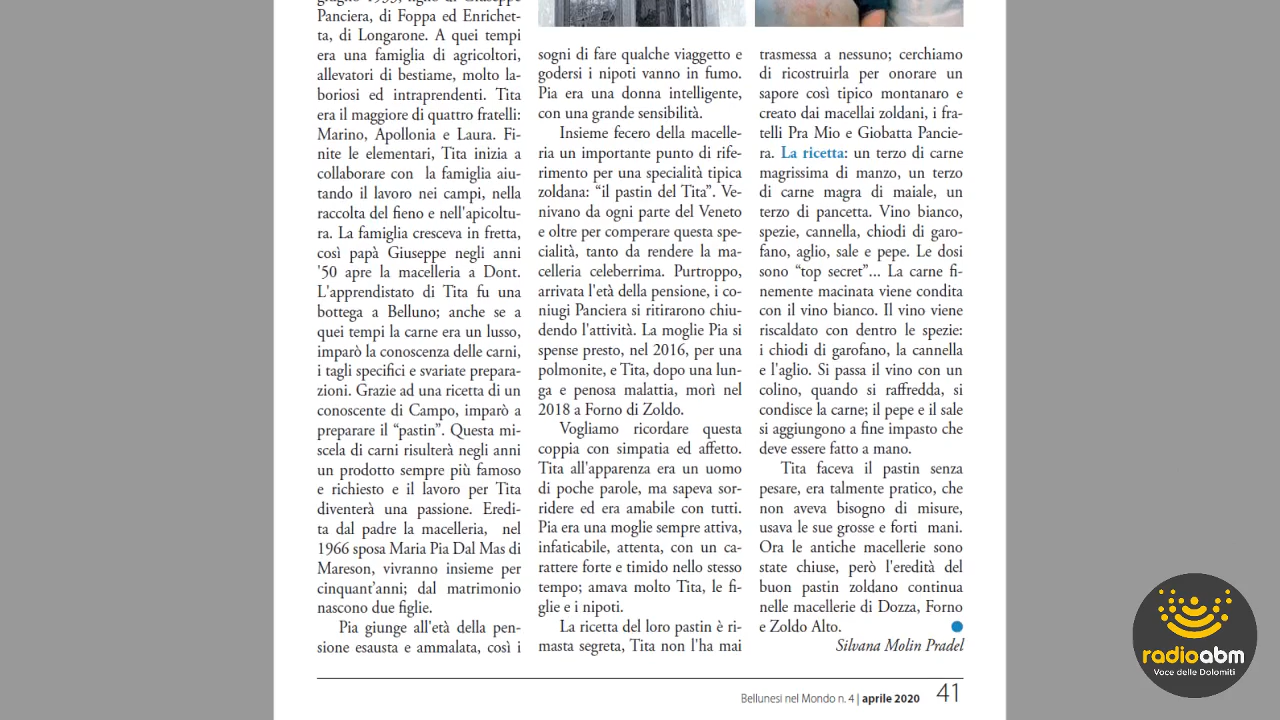 Panciera, di Foppa ed Enrichet-
ta, di Longarone. A quei tempi
era una famiglia di agricoltori,
allevatori di bestiame, molto la-
boriosi ed intraprendenti. Tita
era il maggiore di quattro fratelli:
Marino, Apollonia e Laura. Fi-
nite le elementari, Tita inizia a
collaborare con la famiglia aiu-
tando il lavoro nei campi, nella
raccolta del fieno e nell'apicoltu-
ra. La famiglia cresceva in fretta,
così papà Giuseppe negli anni
'50 apre la macelleria a Dont.
L'apprendistato di Tita fu una
bottega a Belluno; anche se a
quei tempi la carne era un lusso,
imparò la conoscenza delle carni,
i tagli specifici e svariate prepara-
zioni. Grazie ad una ricetta di un
conoscente di Campo, imparò a
preparare il “pastin”. Questa mi-
scela di carni risulterà negli anni
un prodotto sempre più famoso
e richiesto e il lavoro per Tita
diventerà una passione. Eredi-
ta dal padre la macelleria, nel
1966 sposa Maria Pia Dal Mas di
Mareson, vivranno insieme per
cinquant’anni; dal matrimonio
nascono due figlie.
Pia giunge all'età della pen-
sione esausta e ammalata, così i
sogni di fare qualche viaggetto e
godersi i nipoti vanno in fumo.
Pia era una donna intelligente,
con una grande sensibilità.
Insieme fecero della macelle-
ria un importante punto di rife-
rimento per una specialità tipica
zoldana: “il pastin del Tita”. Ve-
nivano da ogni parte del Veneto
e oltre per comperare questa spe-
cialità, tanto da rendere la ma-
celleria celeberrima. Purtroppo,
arrivata l'età della pensione, i co-
niugi Panciera si ritirarono chiu-
dendo l'attività. La moglie Pia si
spense presto, nel 2016, per una
polmonite, e Tita, dopo una lun-
ga e penosa malattia, morì nel
2018 a Forno di Zoldo.
Vogliamo ricordare questa
coppia con simpatia ed affetto.
Tita all'apparenza era un uomo
di poche parole, ma sapeva sor-
ridere ed era amabile con tutti.
Pia era una moglie sempre attiva,
infaticabile, attenta, con un ca-
rattere forte e timido nello stesso
tempo; amava molto Tita, le fi-
glie e i nipoti.
La ricetta del loro pastin è ri-
masta segreta, Tita non l'ha mai
trasmessa a nessuno; cerchiamo
di ricostruirla per onorare un
sapore così tipico montanaro e
creato dai macellai zoldani, i fra-
telli Pra Mio e Giobatta Pancie-
ra. La ricetta: un terzo di carne
magrissima di manzo, un terzo
di carne magra di maiale, un
terzo di pancetta. Vino bianco,
spezie, cannella, chiodi di garo-
fano, aglio, sale e pepe. Le dosi
sono “top secret”... La carne fi-
nemente macinata viene condita
con il vino bianco. Il vino viene
riscaldato con dentro le spezie:
i chiodi di garofano, la cannella
e l'aglio. Si passa il vino con un
colino, quando si raffredda, si
condisce la carne; il pepe e il sale
si aggiungono a fine impasto che
deve essere fatto a mano.
Tita faceva il pastin senza
pesare, era talmente pratico, che
non aveva bisogno di misure,
usava le sue grosse e forti mani.
Ora le antiche macellerie sono
state chiuse, però l'eredità del
buon pastin zoldano continua
nelle macellerie di Dozza, Forno
e Zoldo Alto.
Silvana Molin Pradel
Bellunesi nel Mondo n. 4 | aprile 2020 41
radioabm
Voce delle Dolomiti